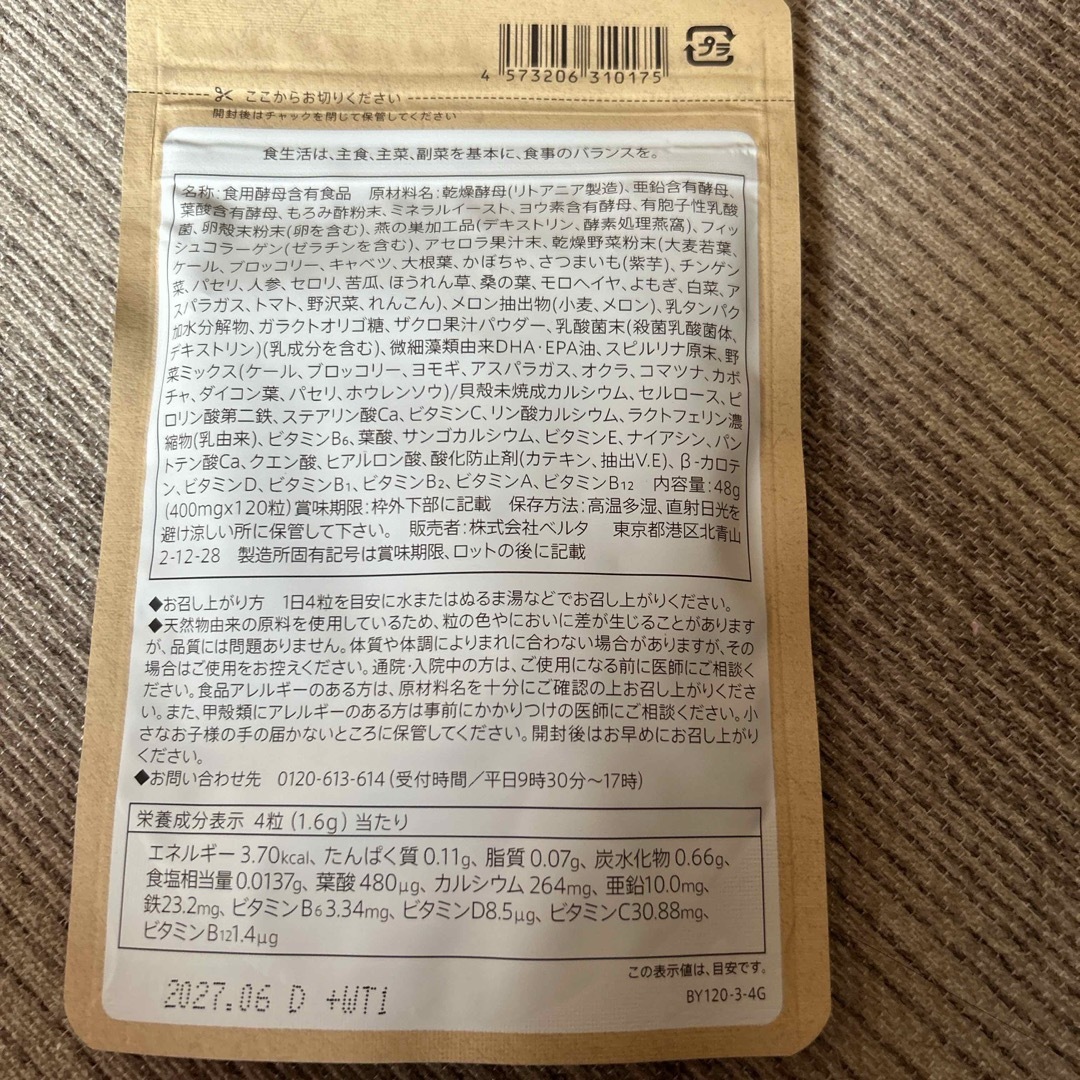 4 573206 310175
プラ
ここからお切りください
開封後はチャックを閉じて保管してください
食生活は、主食、主菜、副菜を基本に、食事のバランスを。
名称:食用酵母含有食品 原材料名:乾燥酵母(リトアニア製造)、亜鉛含有酵母、
葉酸含有酵母、もろみ酢粉末、ミネラルイースト、ヨウ素含有酵母、有胞子性乳酸
菌、卵殻末粉末(卵を含む)、燕の巣加工品(デキストリン、酵素処理燕窩)、フィッ
シュコラーゲン(ゼラチンを含む)、アセロラ果汁末、乾燥野菜粉末(大麦若葉、
ケール、ブロッコリー、キャベツ、大根葉、かぼちゃ、さつまいも(紫芋)、チンゲン
菜、パセリ、人参、セロリ、苦瓜、ほうれん草、桑の葉、モロヘイヤ、よもぎ、白菜、ア
スパラガス、トマト、野沢菜、れんこん)、メロン抽出物(小麦、メロン)、乳タンパク
加水分解物、ガラクトオリゴ糖、ザクロ果汁パウダー、乳酸菌末(殺菌乳酸菌体、
デキストリン)(乳成分を含む)、微細藻類由来DHA・EPA油、スピルリナ原末、野
菜ミックス(ケール、ブロッコリー、ヨモギ、アスパラガス、オクラ、コマツナ、カボ
チャ、ダイコン葉、パセリ、ホウレンソウ)/貝殻未焼成カルシウム、セルロース、ピ
ロリン酸第二鉄、ステアリン酸Ca、ビタミンC、リン酸カルシウム、ラクトフェリン濃
縮物(乳由来)、ビタミンB6、葉酸、サンゴカルシウム、ビタミンE、ナイアシン、パン
トテン酸Ca、クエン酸、ヒアルロン酸、酸化防止剤(カテキン、抽出V.E)、β-カロテ
ン、ビタミンD、ビタミンB1、ビタミンB2、ビタミンA、ビタミンB12 内容量:48g
(400mgx120粒)賞味期限:枠外下部に記載 保存方法:高温多湿、直射日光を
避け涼しい所に保管して下さい。 販売者:株式会社ベルタ 東京都港区北青山
2-12-28 製造所固有記号は賞味期限、ロットの後に記載
◆お召し上がり方 1日4粒を目安に水またはぬるま湯などでお召し上がりください。
◆天然物由来の原料を使用しているため、粒の色やにおいに差が生じることがあります
が、品質には問題ありません。体質や体調によりまれに合わない場合がありますが、その
場合はご使用をお控えください。通院・入院中の方は、ご使用になる前に医師にご相談く
ださい。食品アレルギーのある方は、原材料名を十分にご確認の上お召し上がりくださ
い。また、甲殻類にアレルギーのある方は事前にかかりつけの医師にご相談ください。小
さなお子様の手の届かないところに保管してください。開封後はお早めにお召し上がり
ください。
◆お問い合わせ先 0120-613-614(受付時間/平日9時30分〜17時)
栄養成分表示 4粒(1.6g)当たり
エネルギー3.70kcal、たんぱく質0.11g、脂質0.07g、炭水化物0.66g、
食塩相当量0.0137g、葉酸480μg、カルシウム264mg、亜鉛10.0mg、
鉄23.2mg、ビタミンB6 3.34mg、ビタミンD8.5μg、ビタミンC30.88mg、
ビタミンB12 1.4μg
この表示値は、目安です。
2027.06 D +WT1
BY120-3-4G